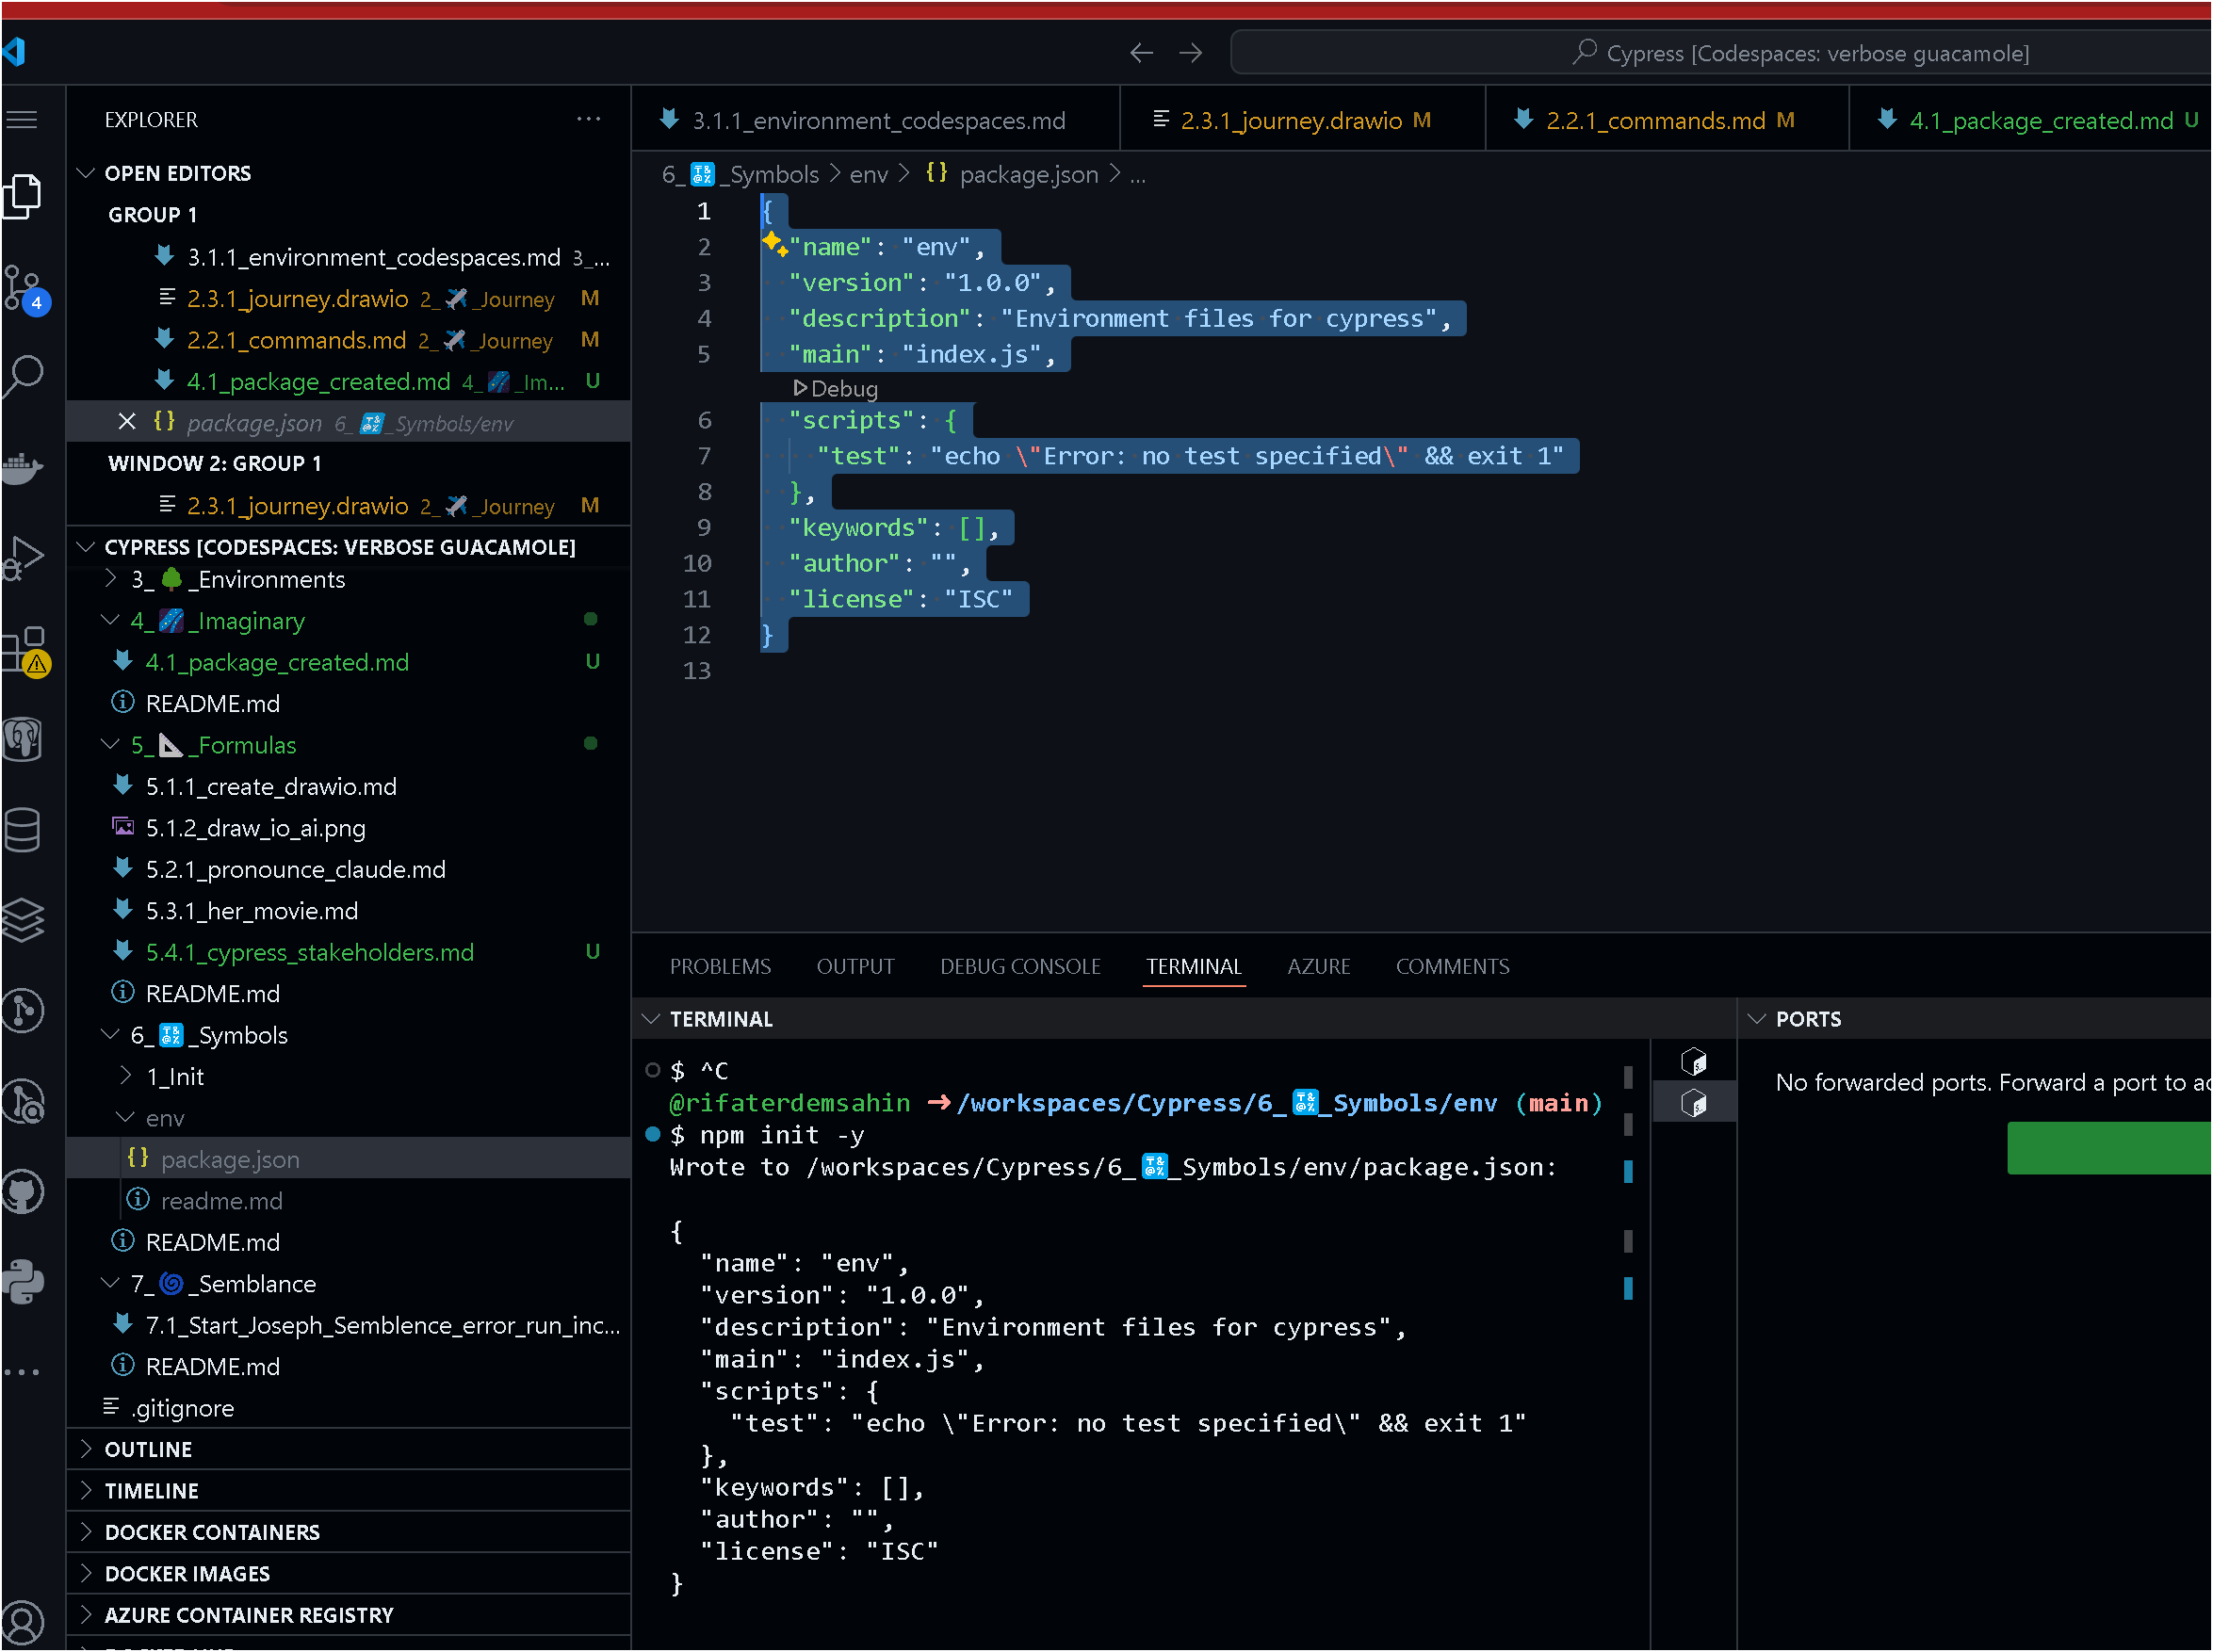 Cypress [Codespaces: verbose guacamole]
EXPLORER
OPEN EDITORS
GROUP 1
3.1.1_environment_codespaces.md 3_...
2.3.1_journey.drawio 2_✈️_Journey M
2.2.1_commands.md 2_✈️_Journey M
4.1_package_created.md 4_🌌_Im... U
package.json 6_🔣_Symbols/env
WINDOW 2: GROUP 1
2.3.1_journey.drawio 2_✈️_Journey M
CYPRESS [CODESPACES: VERBOSE GUACAMOLE]
3_🌳_Environments
4_🌌_Imaginary
4.1_package_created.md U
README.md
5_📐_Formulas
5.1.1_create_drawio.md
5.1.2_draw_io_ai.png
5.2.1_pronounce_claude.md
5.3.1_her_movie.md
5.4.1_cypress_stakeholders.md U
README.md
6_🔣_Symbols
1_Init
env
package.json
readme.md
README.md
7_🌀_Semblance
7.1_Start_Joseph_Semblence_error_run_inc...
README.md
.gitignore
OUTLINE
TIMELINE
DOCKER CONTAINERS
DOCKER IMAGES
AZURE CONTAINER REGISTRY
4
3.1.1_environment_codespaces.md
2.3.1_journey.drawio M
2.2.1_commands.md M
4.1_package_created.md U
6_🔣_Symbols > env > {} package.json > ...
1 {
2 "name": "env",
3 "version": "1.0.0",
4 "description": "Environment files for cypress",
5 "main": "index.js",
Debug
6 "scripts": {
7 "test": "echo \"Error: no test specified\" && exit 1"
8 },
9 "keywords": [],
10 "author": "",
11 "license": "ISC"
12 }
13
PROBLEMS OUTPUT DEBUG CONSOLE TERMINAL AZURE COMMENTS
TERMINAL
$ ^C
@rifaterdemsahin ➜ /workspaces/Cypress/6_🔣_Symbols/env (main)
$ npm init -y
Wrote to /workspaces/Cypress/6_🔣_Symbols/env/package.json:
{
"name": "env",
"version": "1.0.0",
"description": "Environment files for cypress",
"main": "index.js",
"scripts": {
"test": "echo \"Error: no test specified\" && exit 1"
},
"keywords": [],
"author": "",
"license": "ISC"
}
PORTS
No forwarded ports. Forward a port to